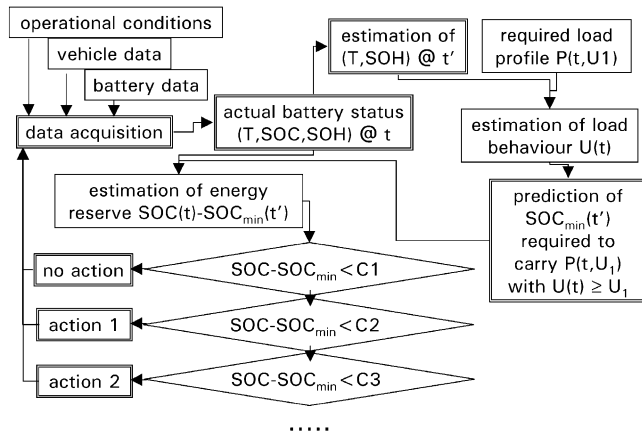 operational conditions
vehicle data
battery data
data acquisition
actual battery status
(T,SOC,SOH) @ t
estimation of
(T,SOH) @ t′
required load
profile P(t,U1)
estimation of load
behaviour U(t)
estimation of energy
reserve SOC(t)-SOCmin(t′)
prediction of
SOCmin(t′)
required to
carry P(t,U1)
with U(t) ≥ U1
no action
SOC-SOCmin<C1
action 1
SOC-SOCmin<C2
action 2
SOC-SOCmin<C3
.....